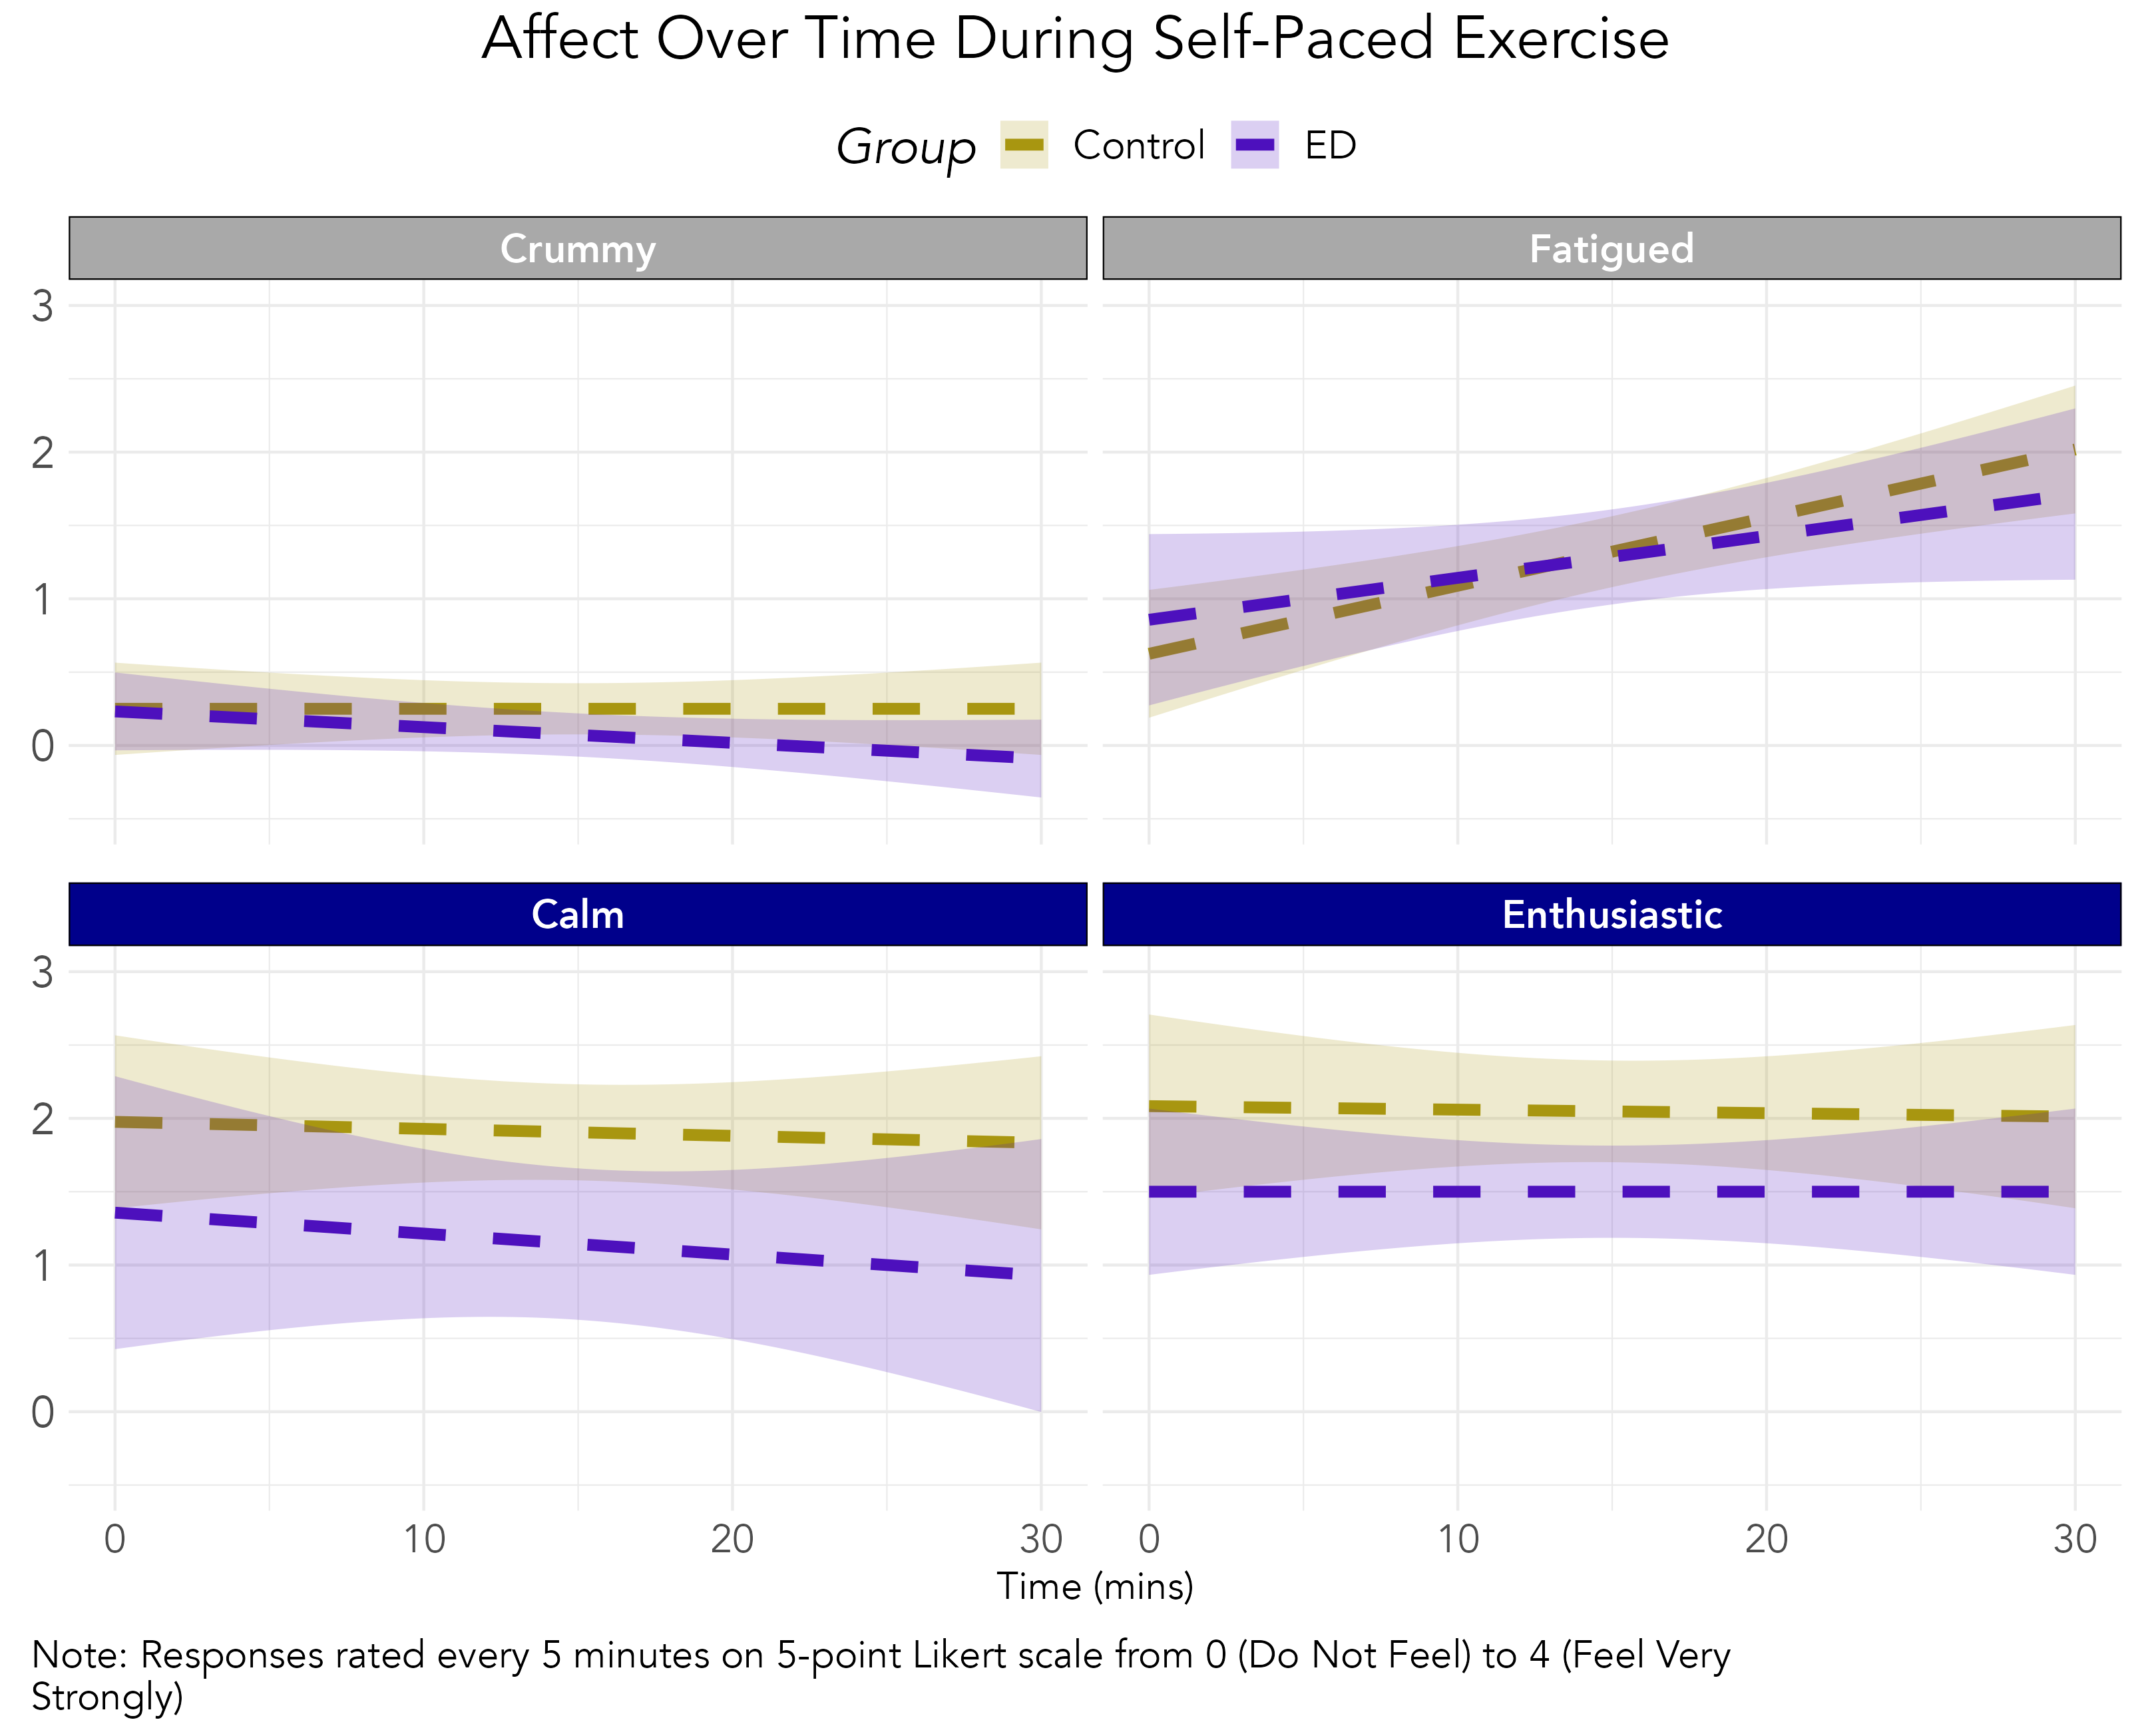 Affect Over Time During Self-Paced Exercise
Group Control ED
Crummy Fatigued
3
2
1
0
Calm Enthusiastic
3
2
1
0
0 10 20 30 0 10 20 30
Time (mins)
Note: Responses rated every 5 minutes on 5-point Likert scale from 0 (Do Not Feel) to 4 (Feel Very
Strongly)